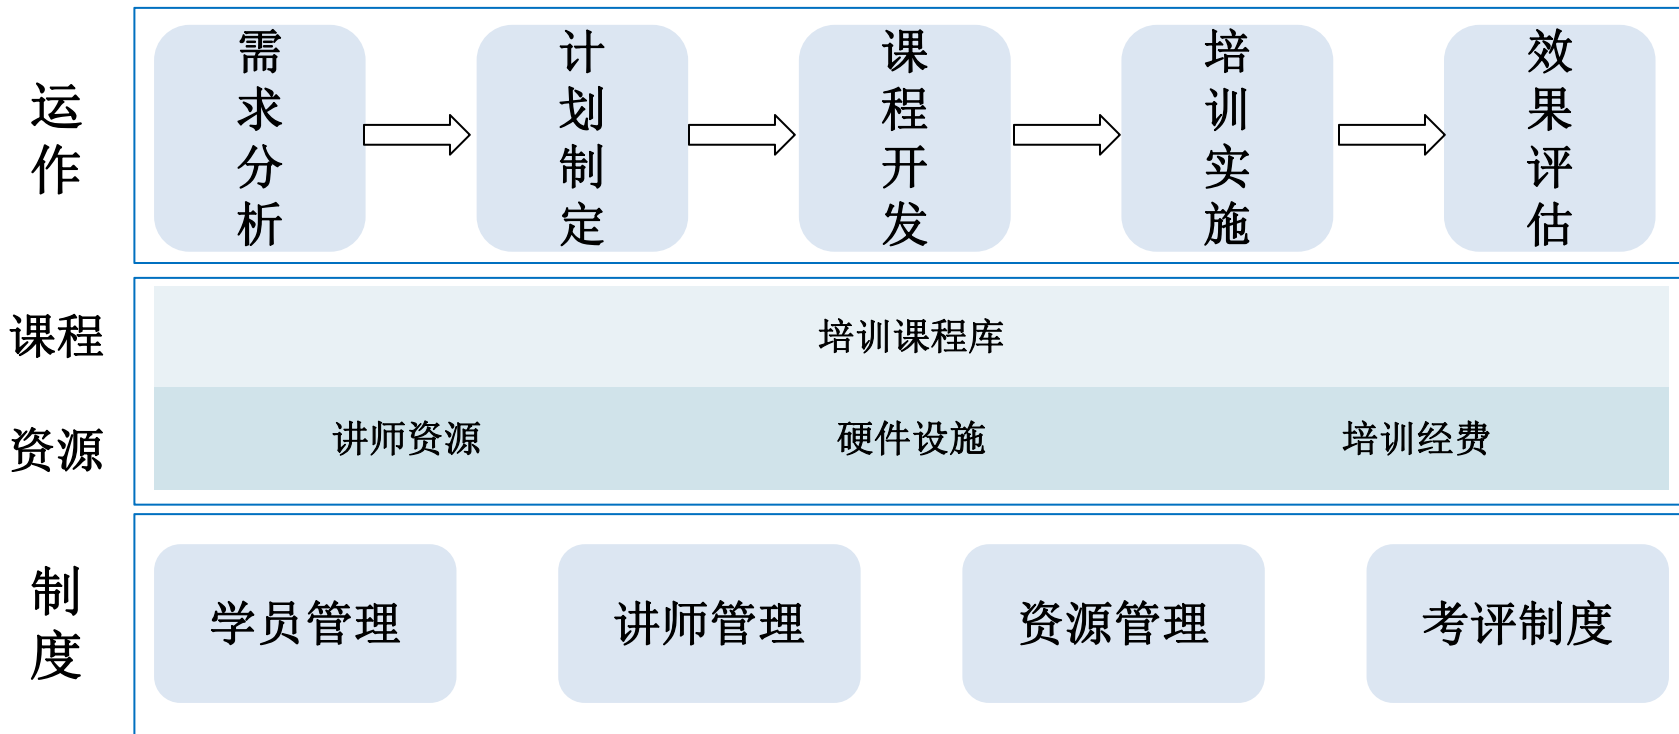 运作
需求分析
计划制定
课程开发
培训实施
效果评估
课程
培训课程库
资源
讲师资源
硬件设施
培训经费
制度
学员管理
讲师管理
资源管理
考评制度